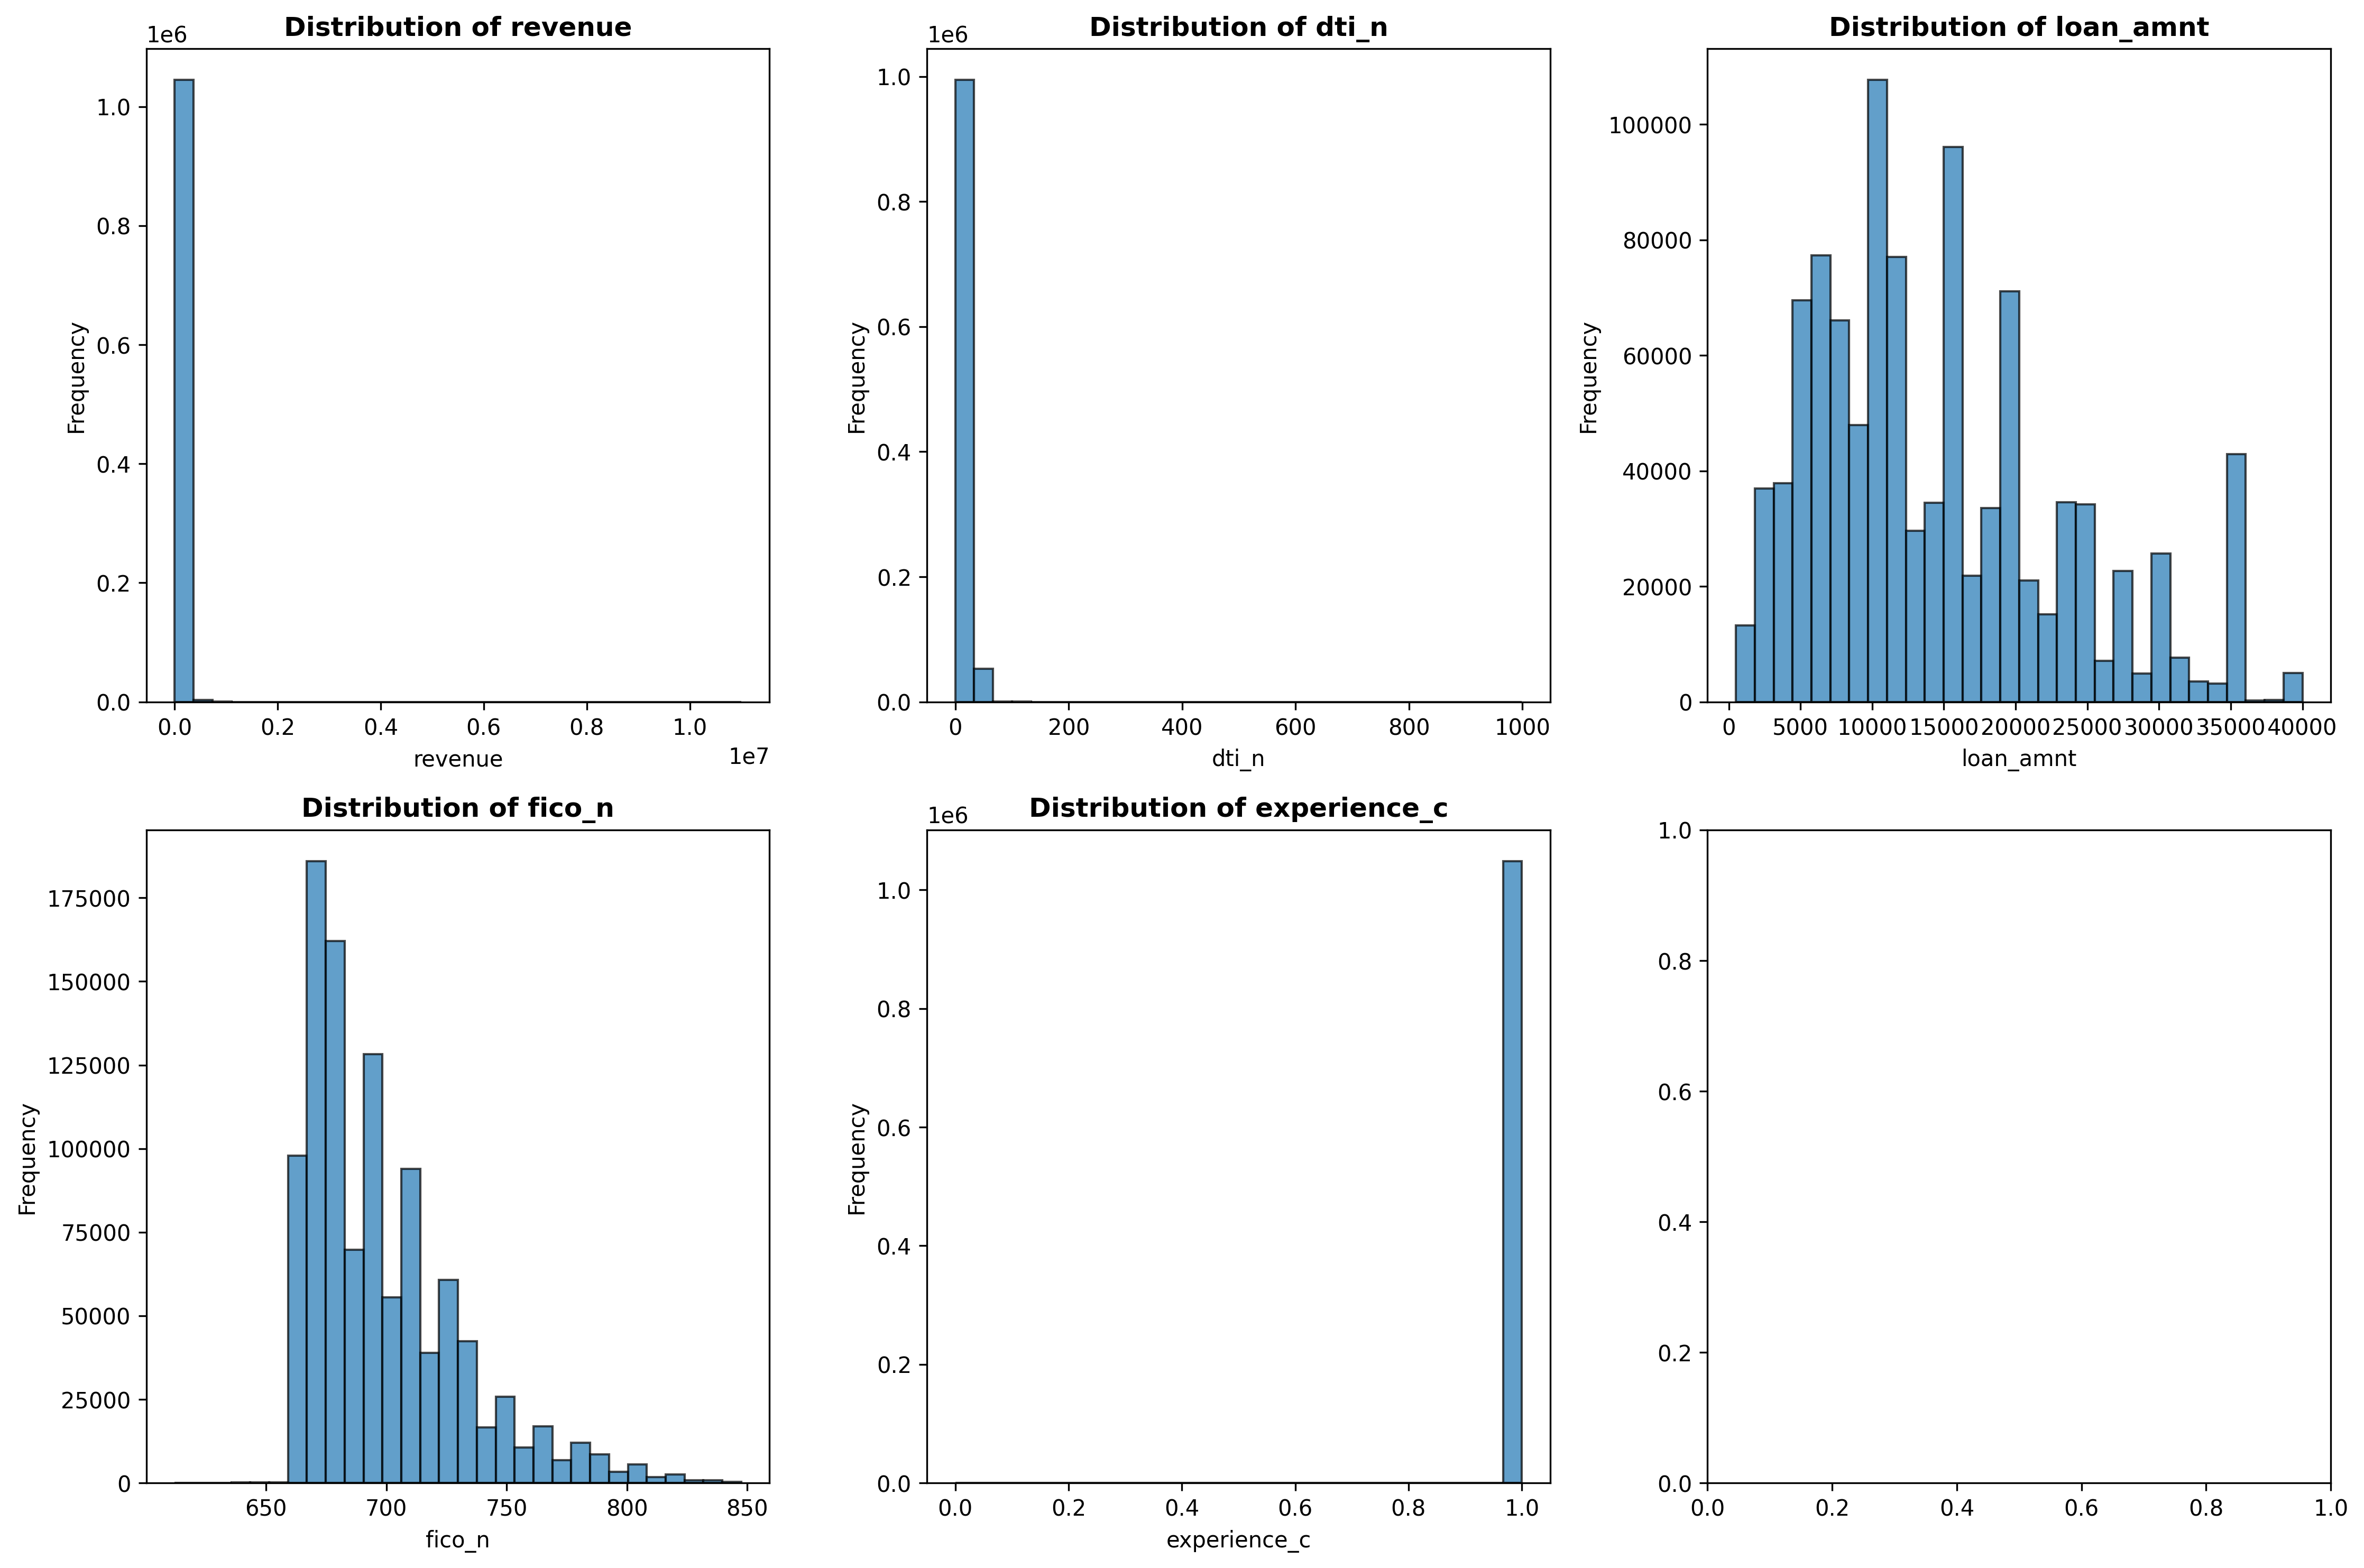 Distribution of revenue
1e6
1.0
0.8
0.6
0.4
0.2
0.0
Frequency
0.0 0.2 0.4 0.6 0.8 1.0
1e7
revenue
Distribution of dti_n
1e6
1.0
0.8
0.6
0.4
0.2
0.0
Frequency
0 200 400 600 800 1000
dti_n
Distribution of loan_amnt
100000
80000
60000
40000
20000
0
Frequency
0 5000 10000 15000 20000 25000 30000 35000 40000
loan_amnt
Distribution of fico_n
175000
150000
125000
100000
75000
50000
25000
0
Frequency
650 700 750 800 850
fico_n
Distribution of experience_c
1e6
1.0
0.8
0.6
0.4
0.2
0.0
Frequency
0.0 0.2 0.4 0.6 0.8 1.0
experience_c
1.0
0.8
0.6
0.4
0.2
0.0
0.0 0.2 0.4 0.6 0.8 1.0